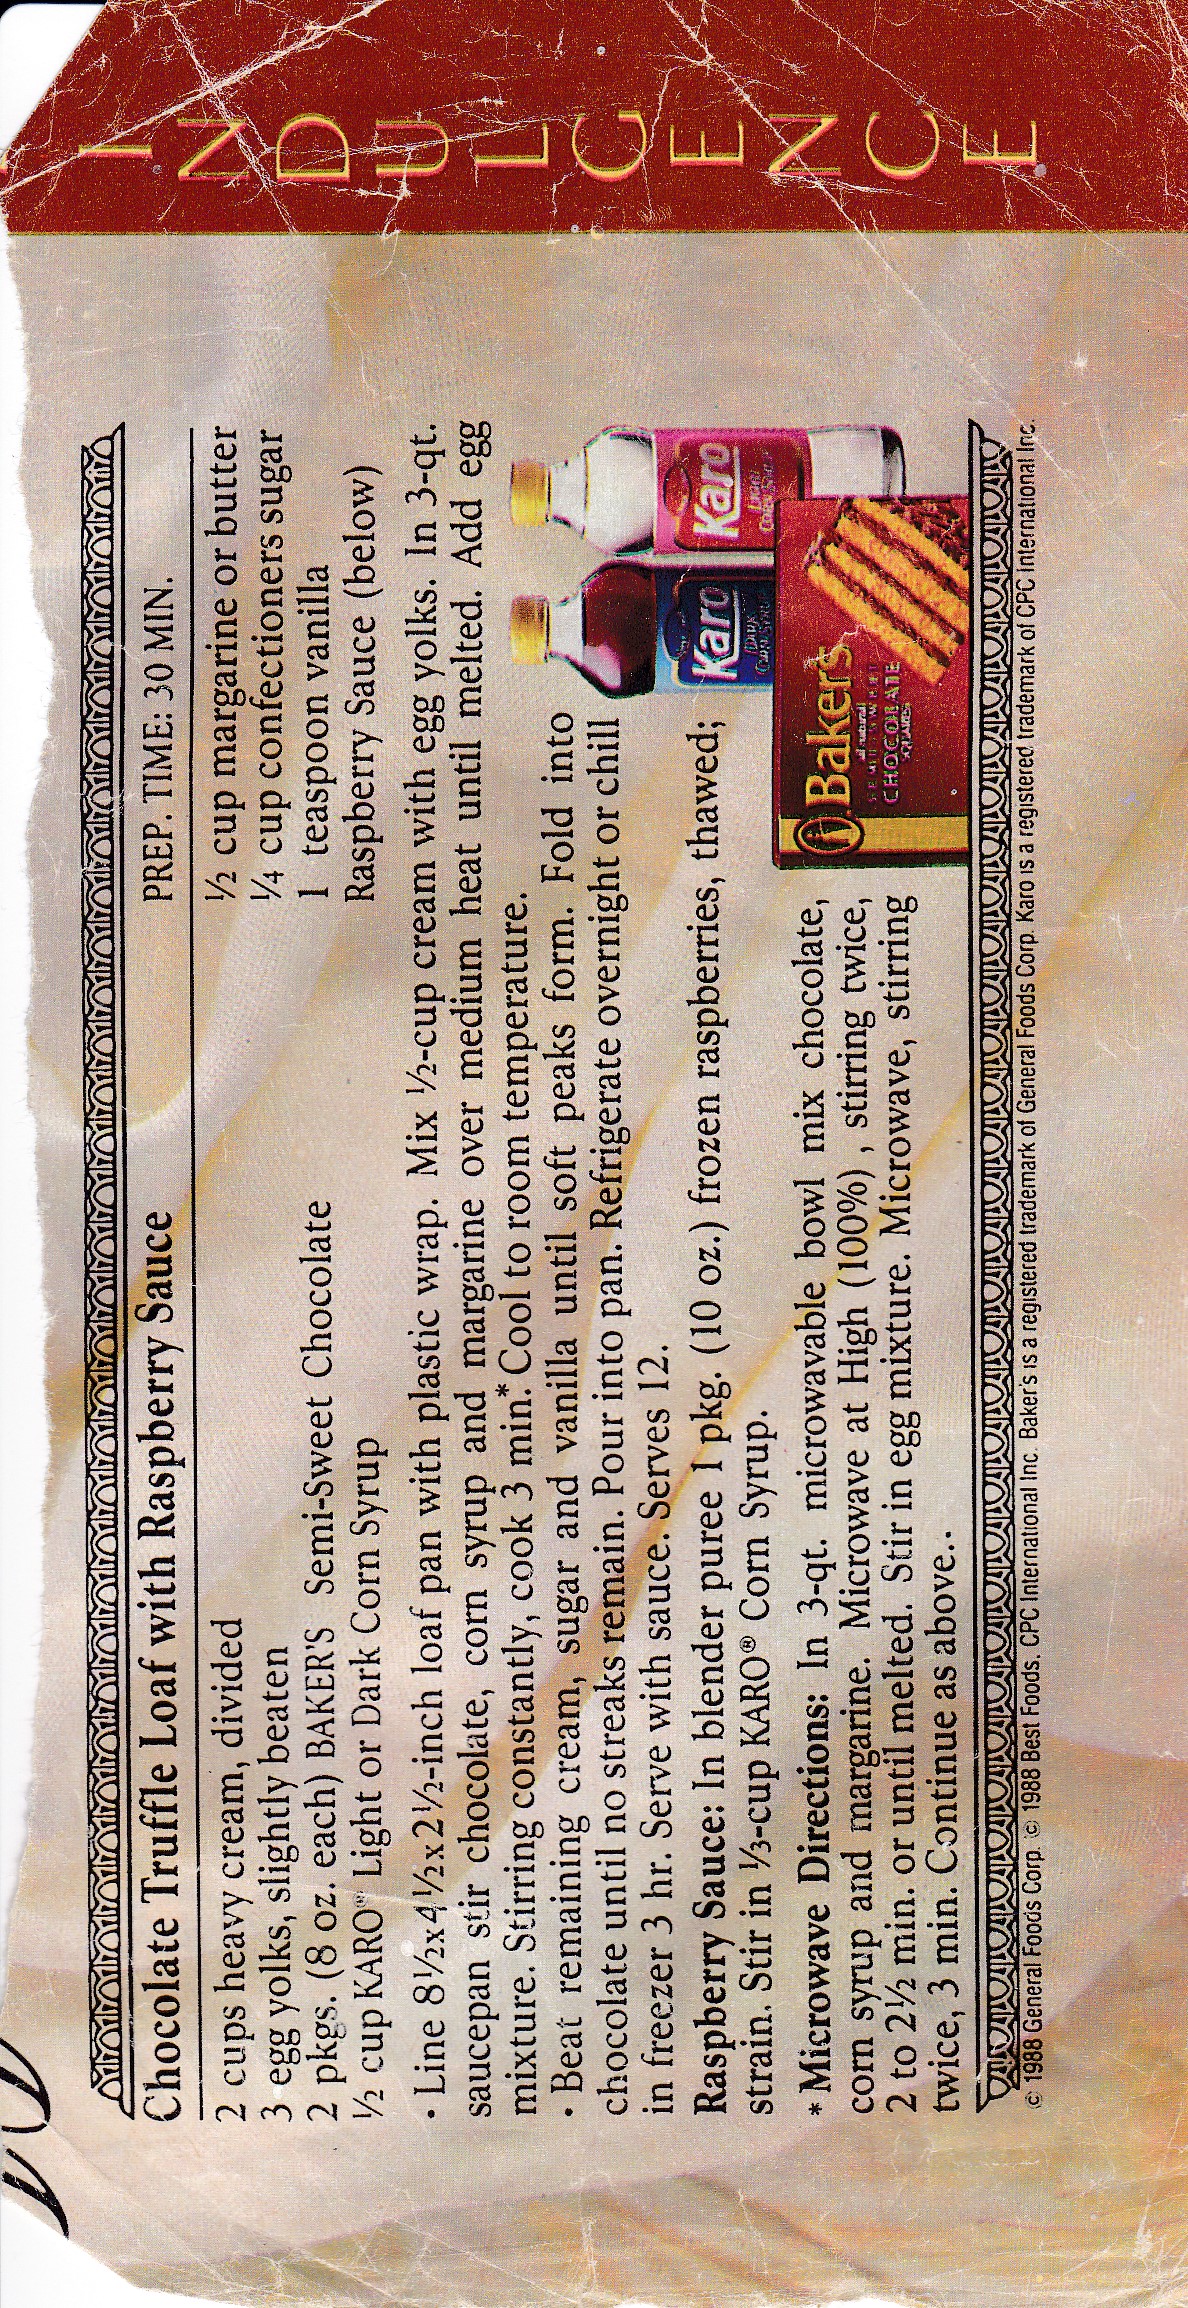 Chocolate Truffle Loaf with Raspberry Sauce PREP. TIME: 30 MIN.
2 cups heavy cream, divided
3 egg yolks, slightly beaten
2 pkgs. (8 oz. each) BAKER'S Semi-Sweet Chocolate
½ cup KARO® Light or Dark Corn Syrup
½ cup margarine or butter
¼ cup confectioners sugar
1 teaspoon vanilla
Raspberry Sauce (below)
· Line 8½x4½x2½-inch loaf pan with plastic wrap. Mix ½-cup cream with egg yolks. In 3-qt.
saucepan stir chocolate, corn syrup and margarine over medium heat until melted. Add egg
mixture. Stirring constantly, cook 3 min.* Cool to room temperature.
· Beat remaining cream, sugar and vanilla until soft peaks form. Fold into
chocolate until no streaks remain. Pour into pan. Refrigerate overnight or chill
in freezer 3 hr. Serve with sauce. Serves 12.
Raspberry Sauce: In blender puree 1 pkg. (10 oz.) frozen raspberries, thawed;
strain. Stir in ⅓-cup KARO® Corn Syrup.
* Microwave Directions: In 3-qt. microwavable bowl mix chocolate,
corn syrup and margarine. Microwave at High (100%) , stirring twice,
2 to 2½ min. or until melted. Stir in egg mixture. Microwave, stirring
twice, 3 min. Continue as above..
Karo
Dark
Corn Syrup
Karo
Light
Corn Syrup
Baker's
all natural
SEMI-SWEET
CHOCOLATE
SQUARES
© 1988 General Foods Corp. © 1988 Best Foods, CPC International Inc. Baker's is a registered trademark of General Foods Corp. Karo is a registered trademark of CPC International Inc.
INDULGENCE